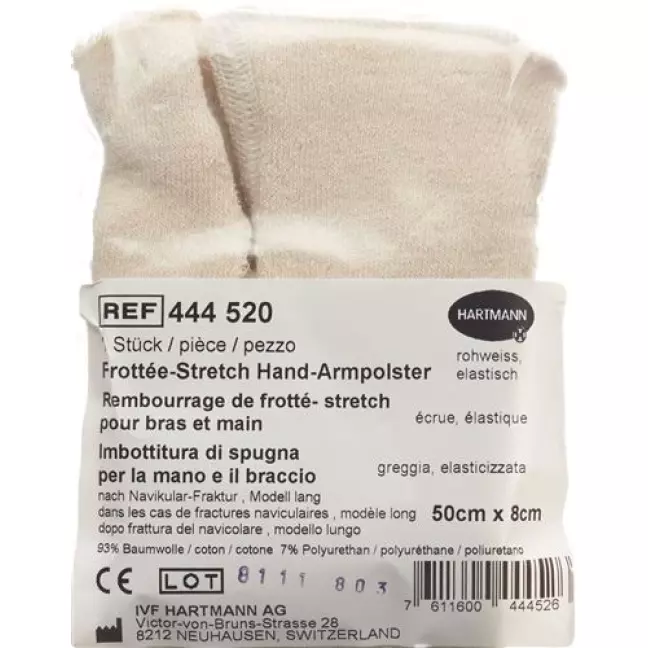 REF 444 520
HARTMANN
1 Stück / pièce / pezzo
rohweiss,
elastisch
Frottée-Stretch Hand-Armpolster
Rembourrage de frotté- stretch
pour bras et main
écrue, élastique
Imbottitura di spugna
per la mano e il braccio
greggia, elasticizzata
nach Navikular-Fraktur , Modell lang
dans les cas de fractures naviculaires , modèle long
50cm x 8cm
dopo frattura del navicolare , modello lungo
93% Baumwolle / coton / cotone 7% Polyurethan / polyuréthane / poliuretano
CE LOT 8111 803
7 611600 444526
IVF HARTMANN AG
Victor-von-Bruns-Strasse 28
8212 NEUHAUSEN, SWITZERLAND